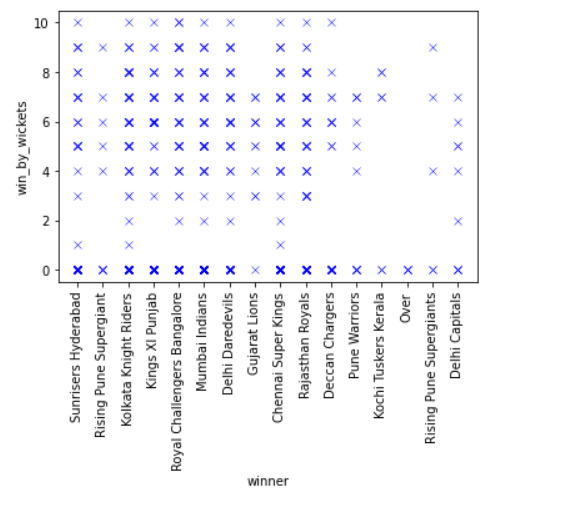 10
8
6
4
2
0
win_by_wickets
Sunrisers Hyderabad
Rising Pune Supergiant
Kolkata Knight Riders
Kings XI Punjab
Royal Challengers Bangalore
Mumbai Indians
Delhi Daredevils
Gujarat Lions
Chennai Super Kings
Rajasthan Royals
Deccan Chargers
Pune Warriors
Kochi Tuskers Kerala
Over
Rising Pune Supergiants
Delhi Capitals
winner